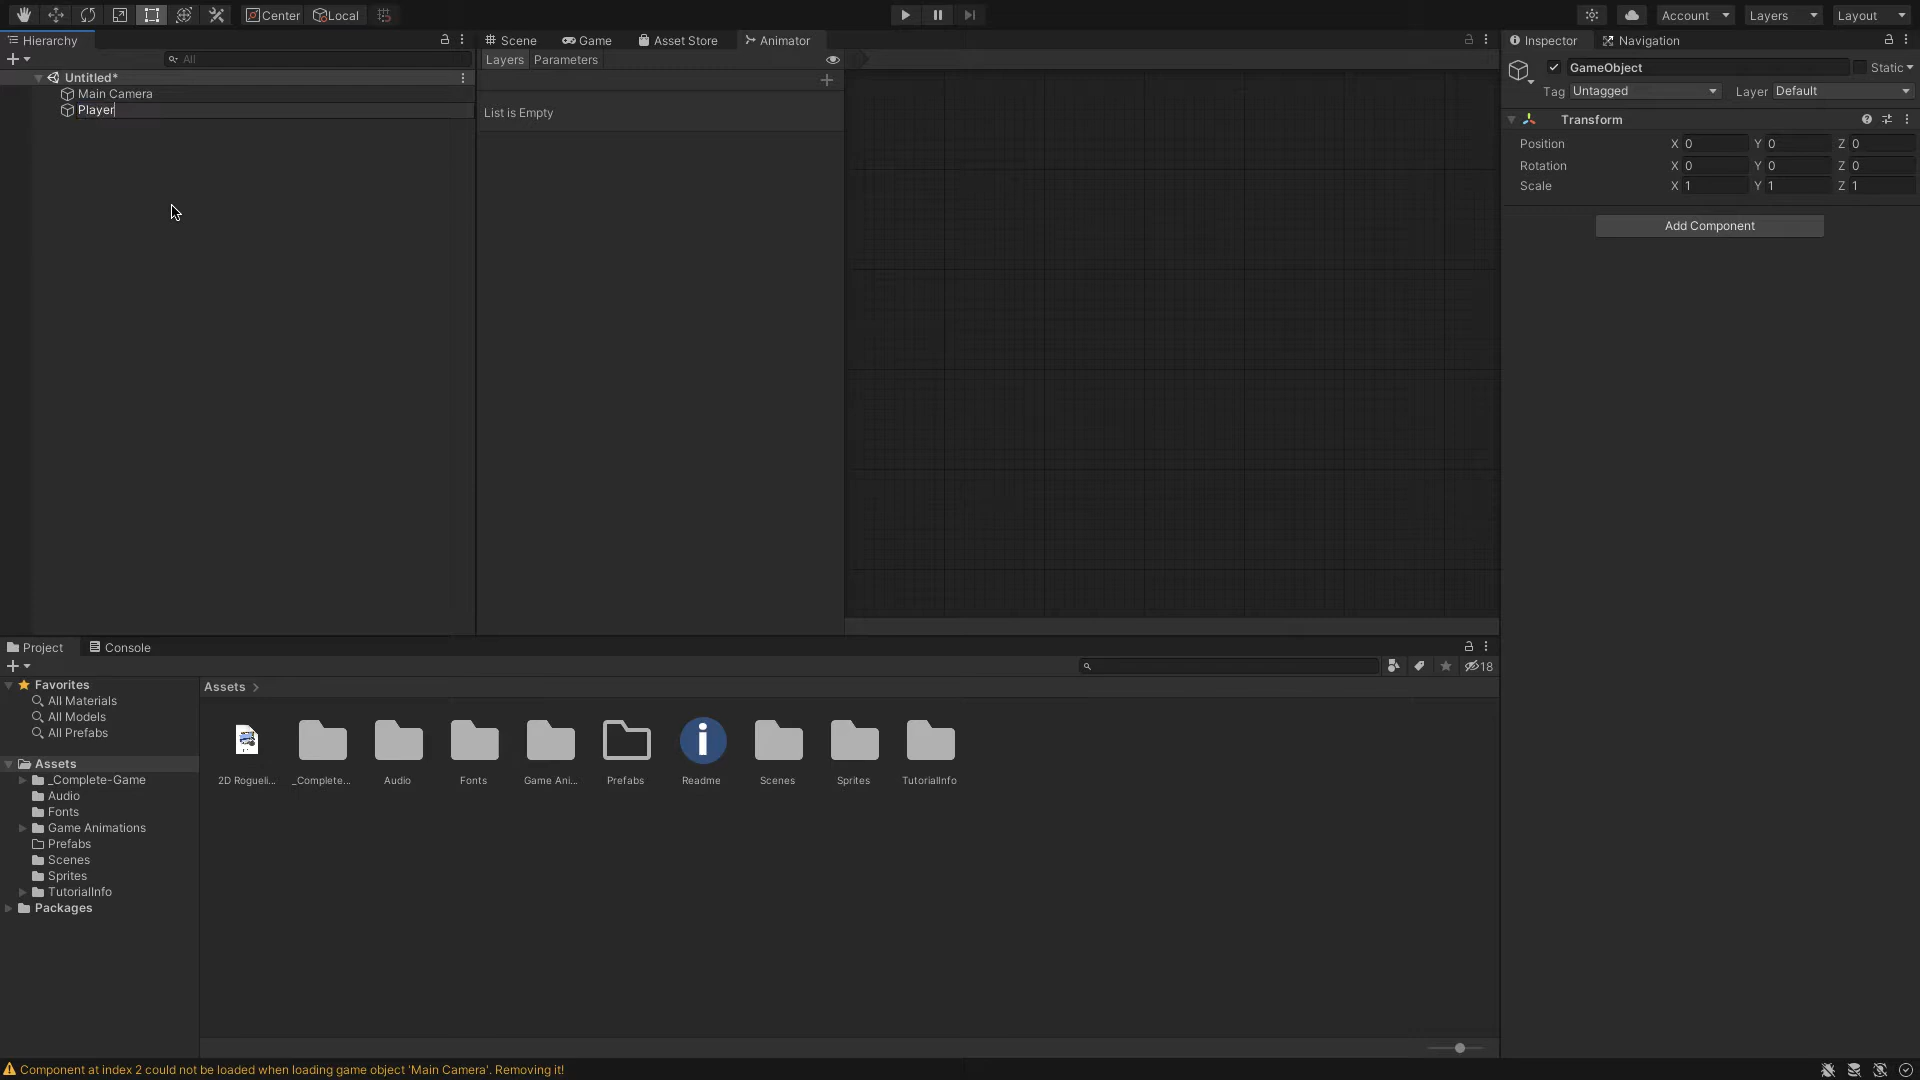 Center Local Account Layers Layout
Hierarchy
All
Untitled*
Main Camera
Player
Scene Game Asset Store Animator
Layers Parameters
List is Empty
Inspector Navigation
GameObject Static
Tag Untagged Layer Default
Transform
Position X 0 Y 0 Z 0
Rotation X 0 Y 0 Z 0
Scale X 1 Y 1 Z 1
Add Component
Project Console
18
Favorites
All Materials
All Models
All Prefabs
Assets
_Complete-Game
Audio
Fonts
Game Animations
Prefabs
Scenes
Sprites
TutorialInfo
Packages
Assets >
2D Rogueli... _Complete... Audio Fonts Game Ani... Prefabs Readme Scenes Sprites TutorialInfo
Component at index 2 could not be loaded when loading game object 'Main Camera'. Removing it!